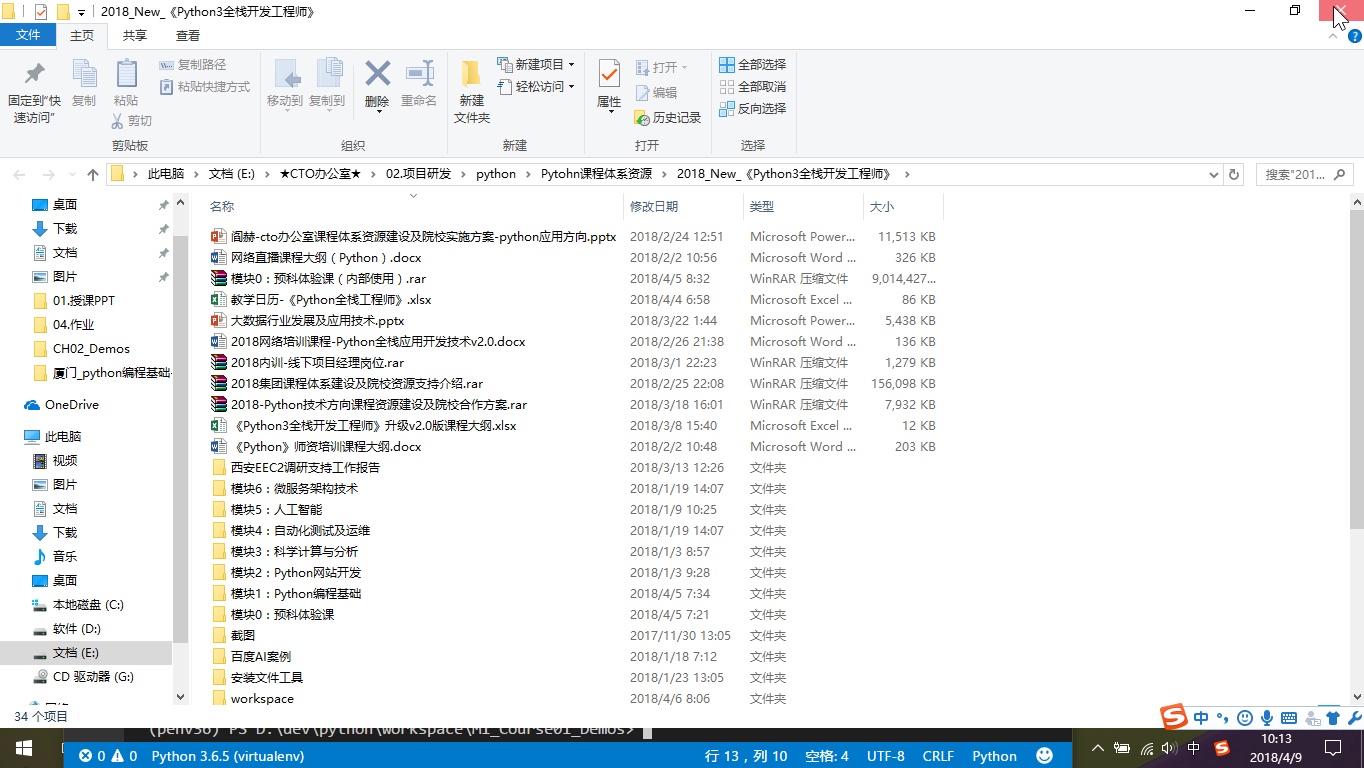 2018_New_《Python3全栈开发工程师》
文件 主页 共享 查看
固定到“快速访问”
复制
粘贴
复制路径
粘贴快捷方式
剪切
剪贴板
移动到
复制到
删除
重命名
组织
新建文件夹
新建项目
轻松访问
新建
属性
打开
编辑
历史记录
打开
全部选择
全部取消
反向选择
选择
此电脑 文档 (E:) ★CTO办公室★ 02.项目研发 python Pytohn课程体系资源 2018_New_《Python3全栈开发工程师》
搜索"201...
桌面
下载
文档
图片
01.授课PPT
04.作业
CH02_Demos
厦门_python编程基础
OneDrive
此电脑
视频
图片
文档
下载
音乐
桌面
本地磁盘 (C:)
软件 (D:)
文档 (E:)
CD 驱动器 (G:)
名称 修改日期 类型 大小
阎赫-cto办公室课程体系资源建设及院校实施方案-python应用方向.pptx 2018/2/24 12:51 Microsoft Power... 11,513 KB
网络直播课程大纲（Python）.docx 2018/2/2 10:56 Microsoft Word ... 326 KB
模块0：预科体验课（内部使用）.rar 2018/4/5 8:32 WinRAR 压缩文件 9,014,427...
教学日历-《Python全栈工程师》.xlsx 2018/4/4 6:58 Microsoft Excel ... 86 KB
大数据行业发展及应用技术.pptx 2018/3/22 1:44 Microsoft Power... 5,438 KB
2018网络培训课程-Python全栈应用开发技术v2.0.docx 2018/2/26 21:38 Microsoft Word ... 136 KB
2018内训-线下项目经理岗位.rar 2018/3/1 22:23 WinRAR 压缩文件 1,279 KB
2018集团课程体系建设及院校资源支持介绍.rar 2018/2/25 22:08 WinRAR 压缩文件 156,098 KB
2018-Python技术方向课程资源建设及院校合作方案.rar 2018/3/18 16:01 WinRAR 压缩文件 7,932 KB
《Python3全栈开发工程师》升级v2.0版课程大纲.xlsx 2018/3/8 15:40 Microsoft Excel ... 12 KB
《Python》师资培训课程大纲.docx 2018/2/2 10:48 Microsoft Word ... 203 KB
西安EEC2调研支持工作报告 2018/3/13 12:26 文件夹
模块6：微服务架构技术 2018/1/19 14:07 文件夹
模块5：人工智能 2018/1/9 10:25 文件夹
模块4：自动化测试及运维 2018/1/19 14:07 文件夹
模块3：科学计算与分析 2018/1/3 8:57 文件夹
模块2：Python网站开发 2018/1/3 9:28 文件夹
模块1：Python编程基础 2018/4/5 7:34 文件夹
模块0：预科体验课 2018/4/5 7:21 文件夹
截图 2017/11/30 13:05 文件夹
百度AI案例 2018/1/18 7:12 文件夹
安装文件工具 2018/1/23 13:05 文件夹
workspace 2018/4/6 8:06 文件夹
34 个项目
中
(penv36) PS D:\dev\python\workspace\M1_Course01_Demos>
0 0 Python 3.6.5 (virtualenv) 行 13，列 10 空格: 4 UTF-8 CRLF Python
中
10:13
2018/4/9